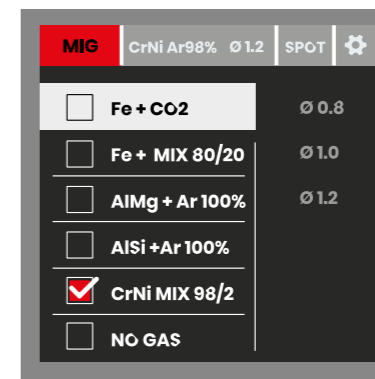 MIG CrNi Ar98% Ø 1.2 SPOT
Fe + CO2 Ø 0.8
Fe + MIX 80/20 Ø 1.0
AlMg + Ar 100% Ø 1.2
AlSi +Ar 100%
CrNi MIX 98/2
NO GAS